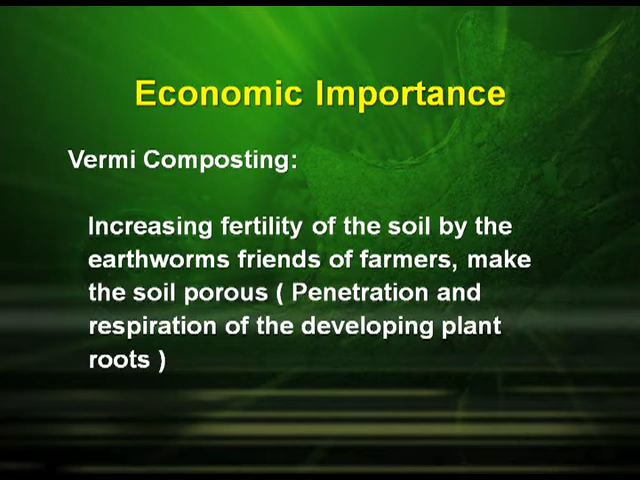 Economic Importance
Vermi Composting:
Increasing fertility of the soil by the
earthworms friends of farmers, make
the soil porous ( Penetration and
respiration of the developing plant
roots )